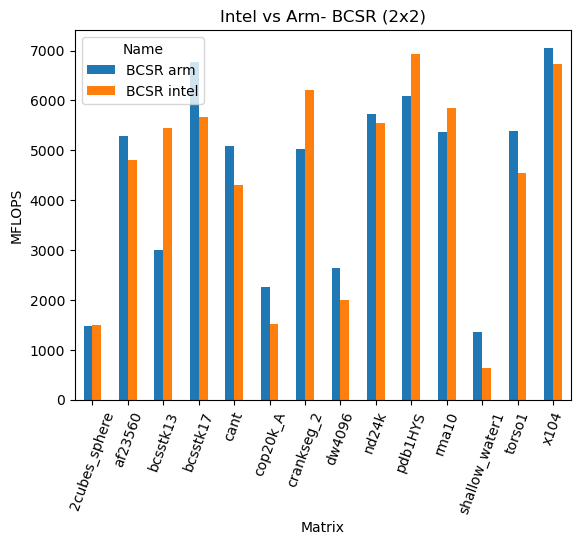 Intel vs Arm- BCSR (2x2)
Name
BCSR arm
BCSR intel
MFLOPS
7000
6000
5000
4000
3000
2000
1000
0
2cubes_sphere
af23560
bcsstk13
bcsstk17
cant
cop20k_A
crankseg_2
dw4096
nd24k
pdb1HYS
rma10
shallow_water1
torso1
x104
Matrix